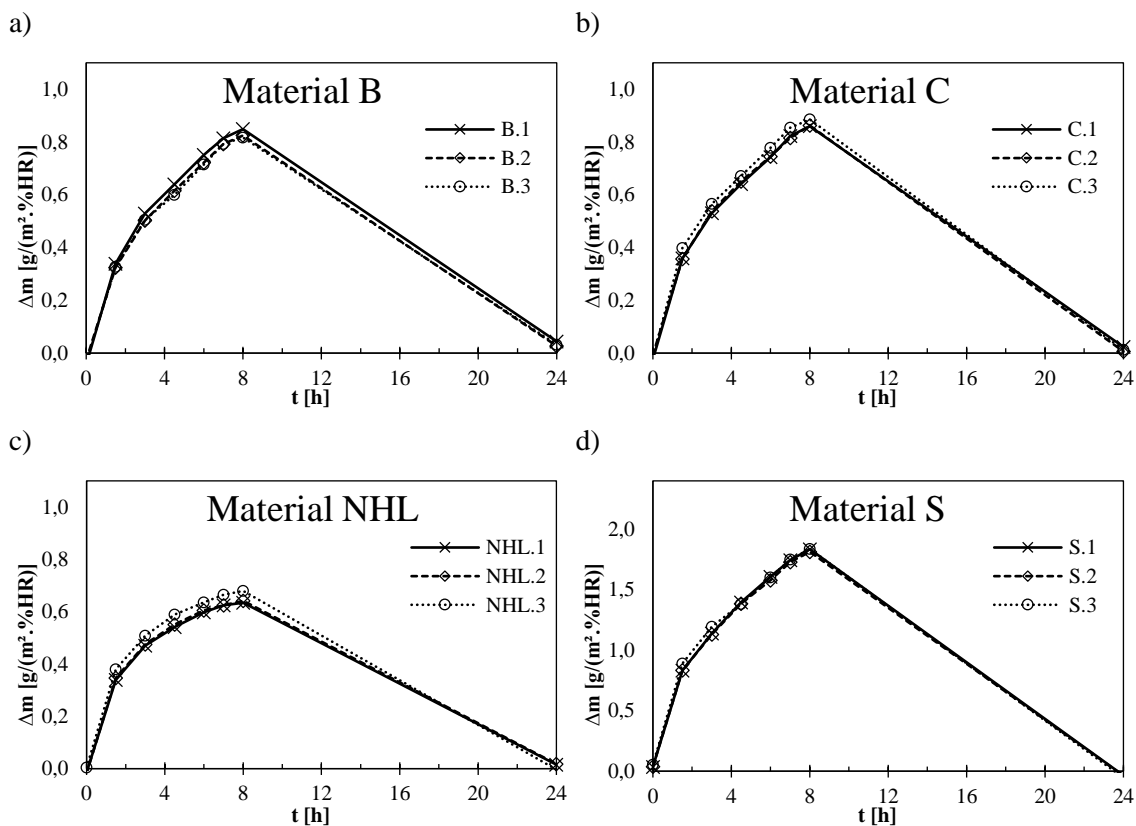 a)
Material B
B.1
B.2
B.3
1,0
0,8
0,6
0,4
0,2
0,0
Δm [g/(m².%HR)]
0 4 8 12 16 20 24
t [h]
b)
Material C
C.1
C.2
C.3
1,0
0,8
0,6
0,4
0,2
0,0
Δm [g/(m².%HR)]
0 4 8 12 16 20 24
t [h]
c)
Material NHL
NHL.1
NHL.2
NHL.3
1,0
0,8
0,6
0,4
0,2
0,0
Δm [g/(m².%HR)]
0 4 8 12 16 20 24
t [h]
d)
Material S
S.1
S.2
S.3
2,0
1,5
1,0
0,5
0,0
Δm [g/(m².%HR)]
0 4 8 12 16 20 24
t [h]